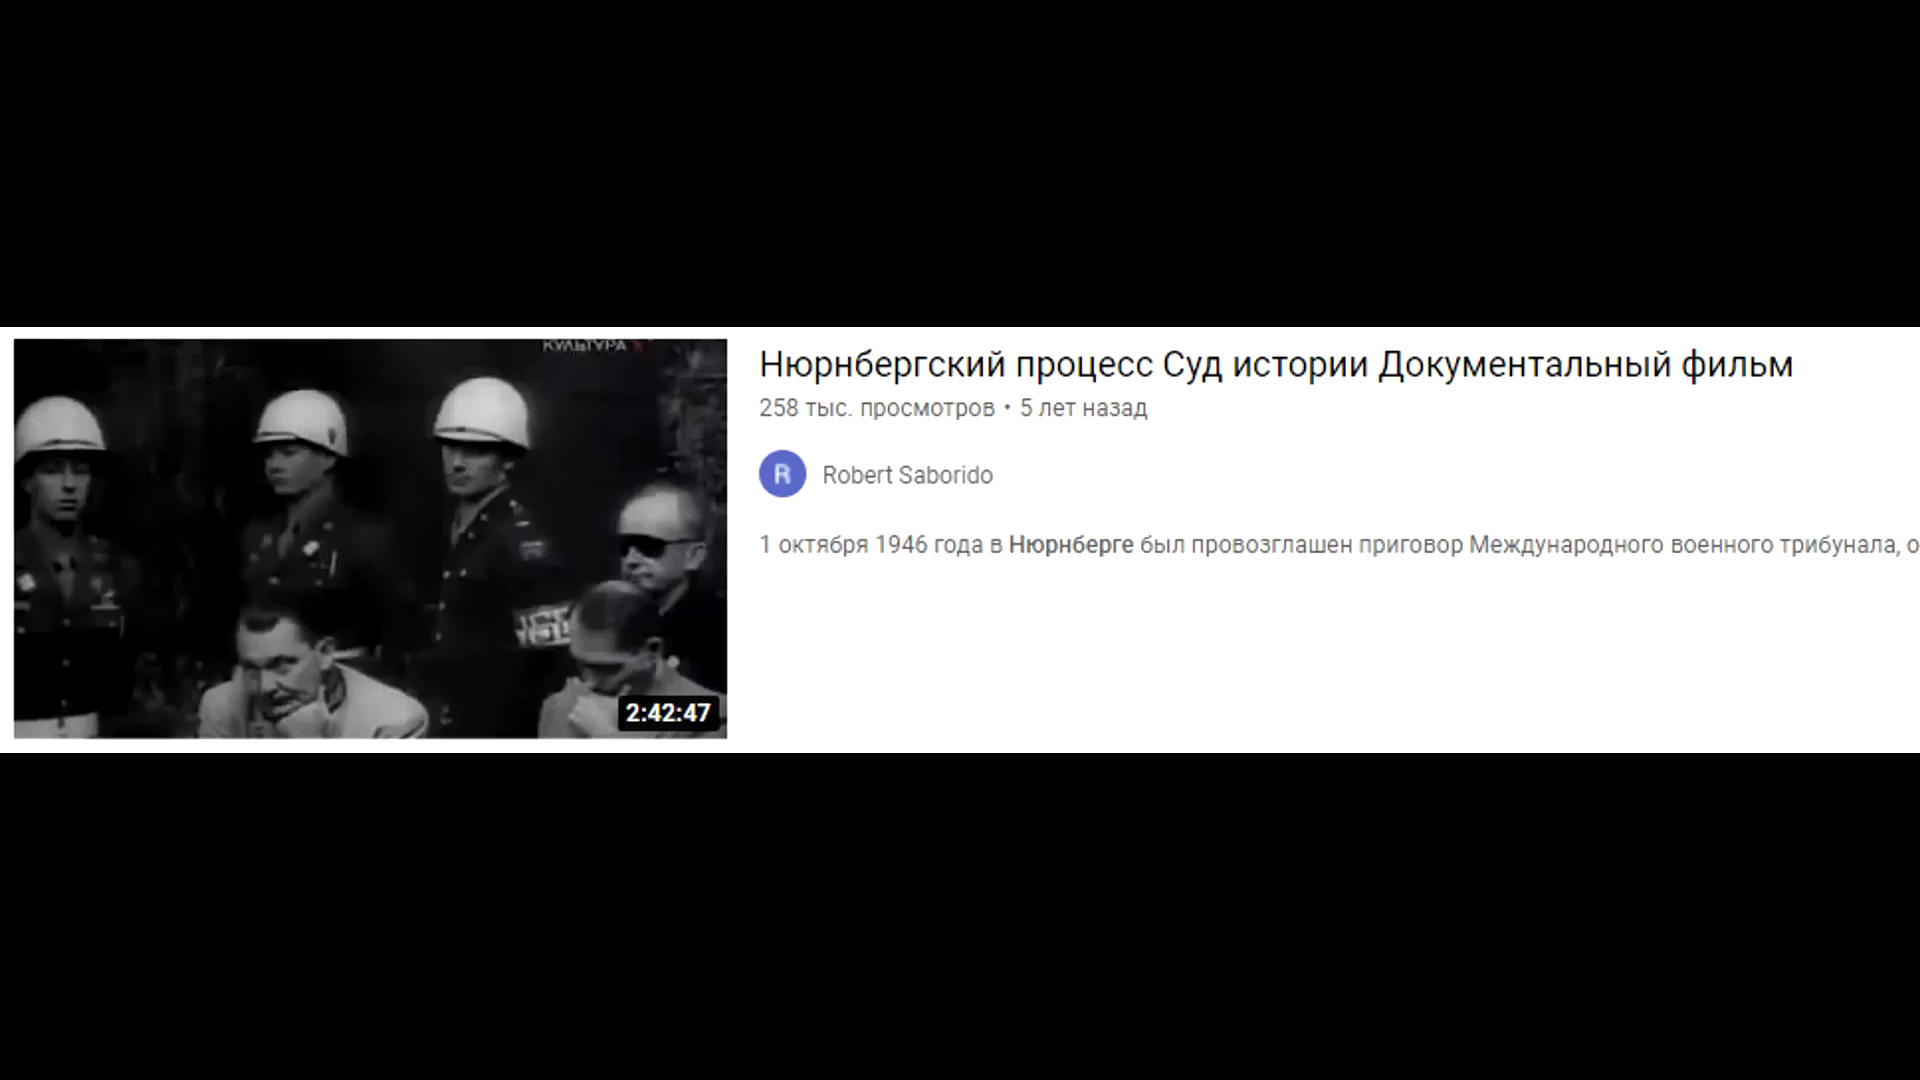 КУЛЬТУРА
2:42:47
Нюрнбергский процесс Суд истории Документальный фильм
258 тыс. просмотров • 5 лет назад
R
Robert Saborido
1 октября 1946 года в Нюрнберге был провозглашен приговор Международного военного трибунала, о